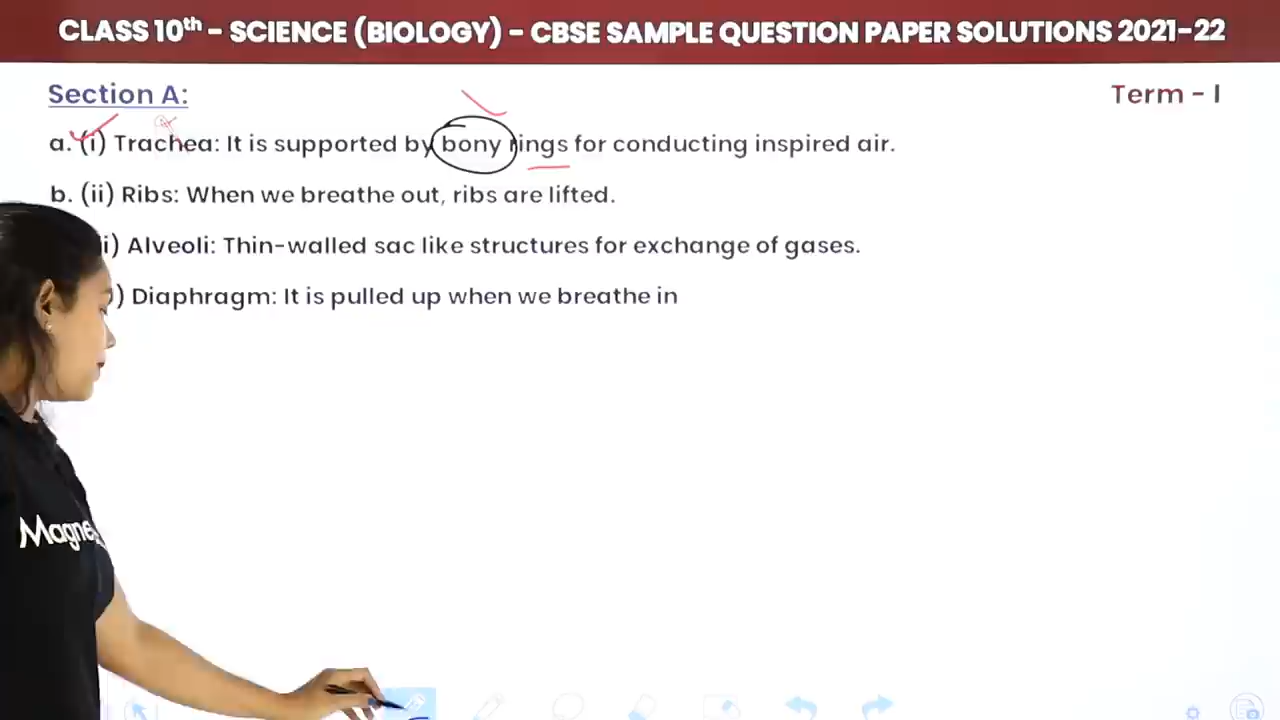 CLASS 10th - SCIENCE (BIOLOGY) - CBSE SAMPLE QUESTION PAPER SOLUTIONS 2021-22
Section A:
Term - I
a. (i) Trachea: It is supported by bony rings for conducting inspired air.
b. (ii) Ribs: When we breathe out, ribs are lifted.
i) Alveoli: Thin-walled sac like structures for exchange of gases.
) Diaphragm: It is pulled up when we breathe in
Magne